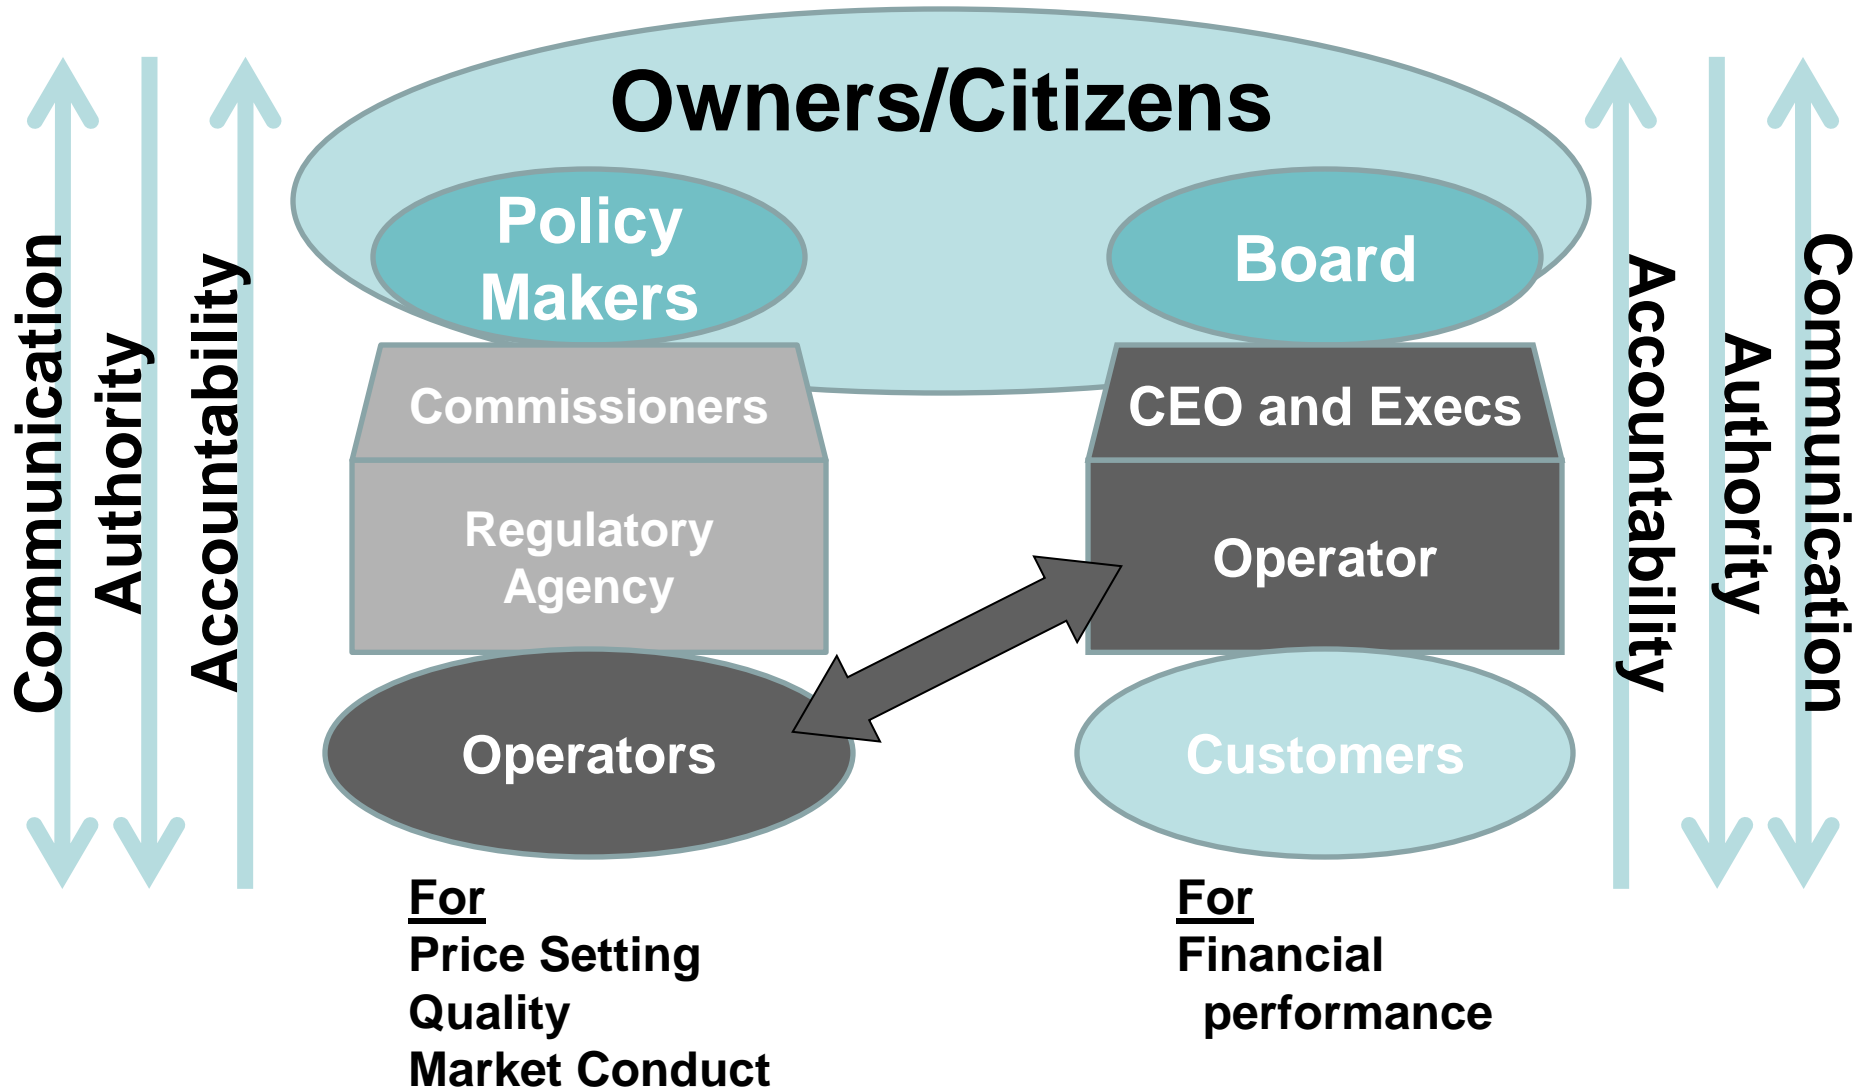 Owners/Citizens
Communication
Authority
Accountability
Policy
Makers
Commissioners
Regulatory
Agency
Operators
For
Price Setting
Quality
Market Conduct
Board
CEO and Execs
Operator
Customers
For
Financial
performance
Accountability
Authority
Communication